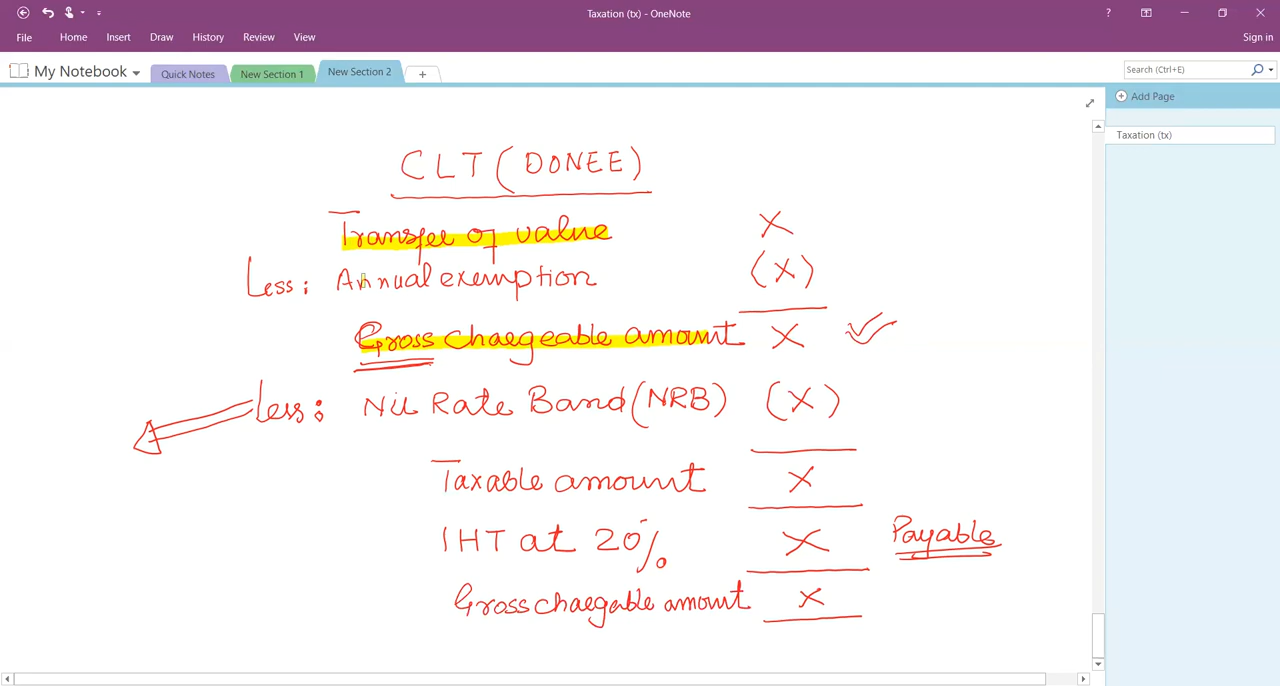 Taxation (tx) - OneNote
?
File Home Insert Draw History Review View Sign in
My Notebook Quick Notes New Section 1 New Section 2 + Search (Ctrl+E)
Add Page
Taxation (tx)
CLT (DONEE)
Transfer of value X
Less: Annual exemption (X)
Gross chargeable amount X
Less: Nil Rate Band (NRB) (X)
Taxable amount X
IHT at 20% X Payable
Gross chargable amount X